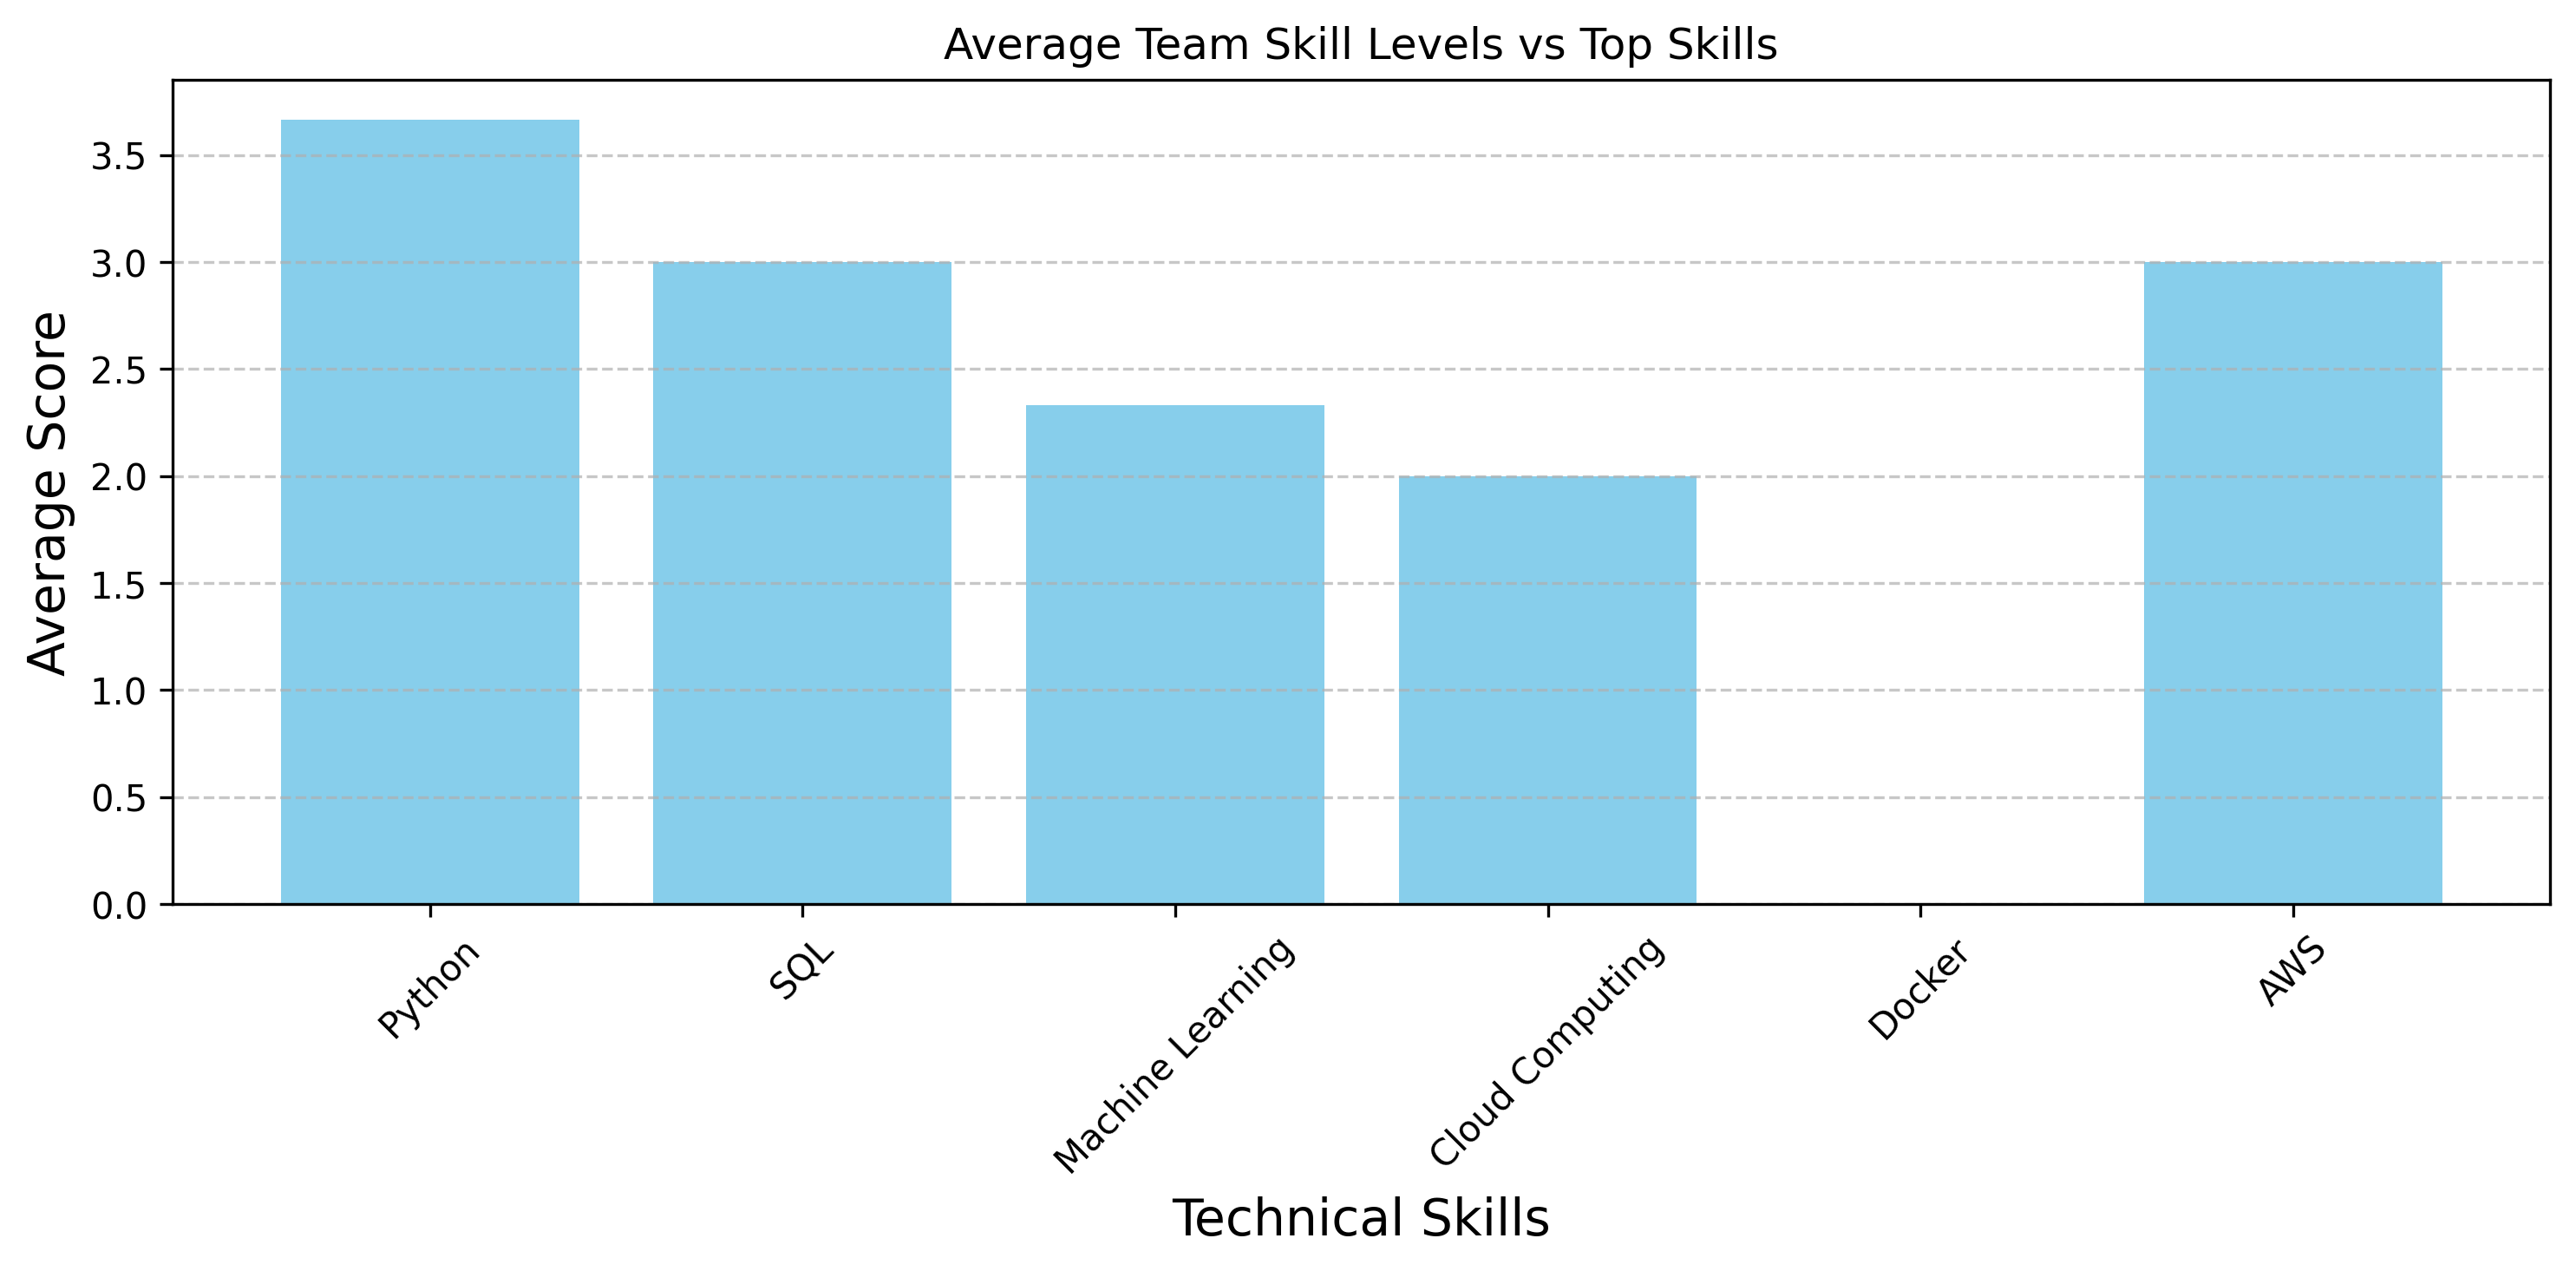 Average Team Skill Levels vs Top Skills
3.5
3.0
2.5
2.0
1.5
1.0
0.5
0.0
Average Score
Python
SQL
Machine Learning
Cloud Computing
Docker
AWS
Technical Skills